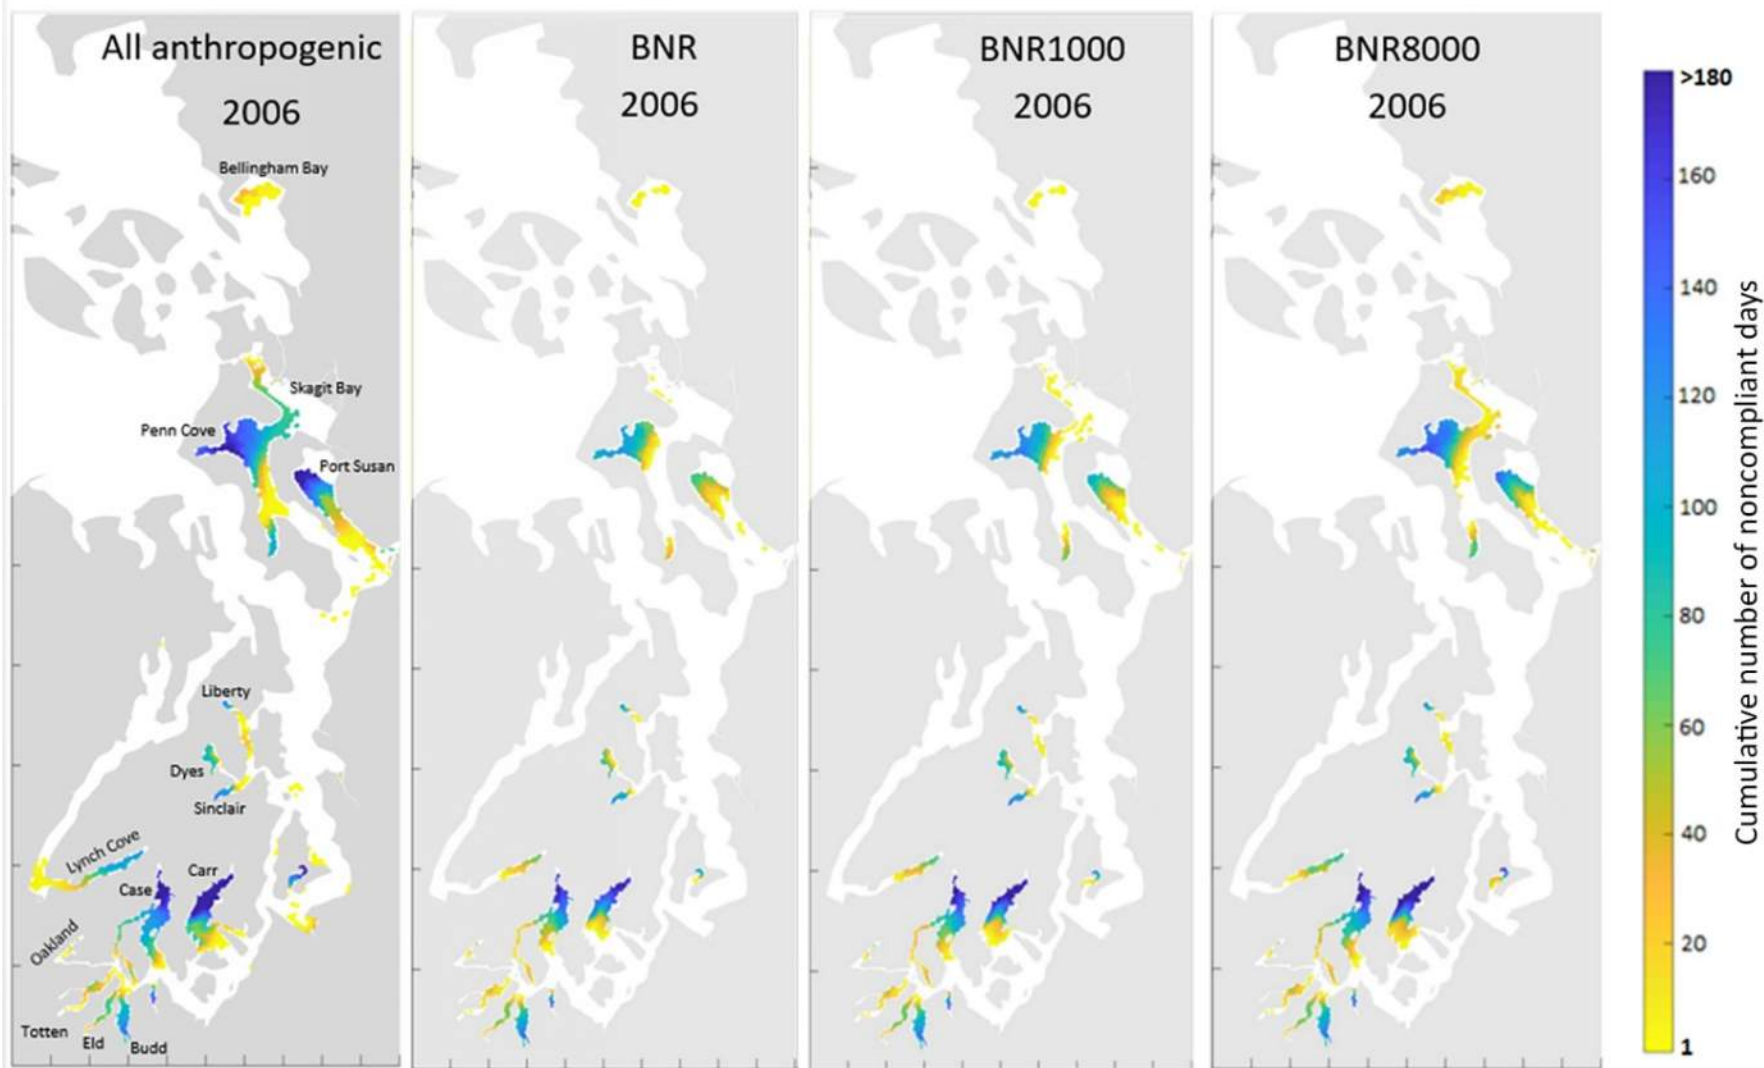 All anthropogenic
2006
BNR
2006
BNR1000
2006
BNR8000
2006
Bellingham Bay
Skagit Bay
Penn Cove
Port Susan
Liberty
Dyes
Sinclair
Lynch Cove
Carr
Case
Oakland
Totten
Eld
Budd
>180
160
140
120
100
80
60
40
20
1
Cumulative number of noncompliant days